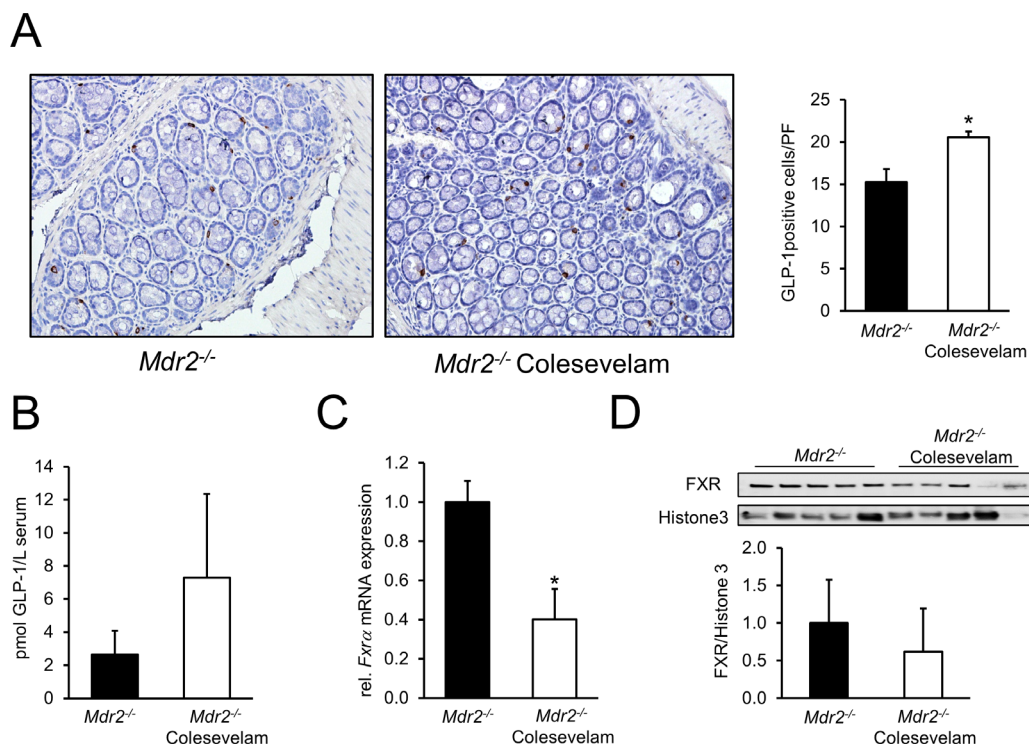 A
Mdr2-/-
Mdr2-/- Colesevelam
GLP-1positive cells/PF
25
20
15
10
5
0
*
Mdr2-/-
Mdr2-/-
Colesevelam
B
pmol GLP-1/L serum
14
12
10
8
6
4
2
0
Mdr2-/-
Mdr2-/-
Colesevelam
C
rel. Fxrα mRNA expression
1.4
1.2
1.0
0.8
0.6
0.4
0.2
0.0
*
Mdr2-/-
Mdr2-/-
Colesevelam
D
Mdr2-/-
Mdr2-/-
Colesevelam
FXR
Histone3
FXR/Histone 3
2.0
1.5
1.0
0.5
0.0
Mdr2-/-
Mdr2-/-
Colesevelam